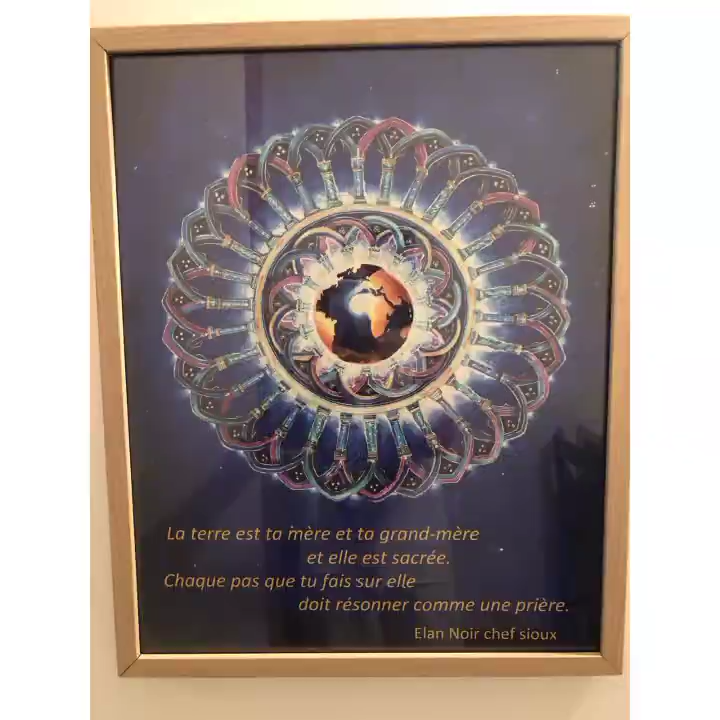 La terre est ta mère et ta grand-mère
et elle est sacrée.
Chaque pas que tu fais sur elle
doit résonner comme une prière.
Elan Noir chef sioux